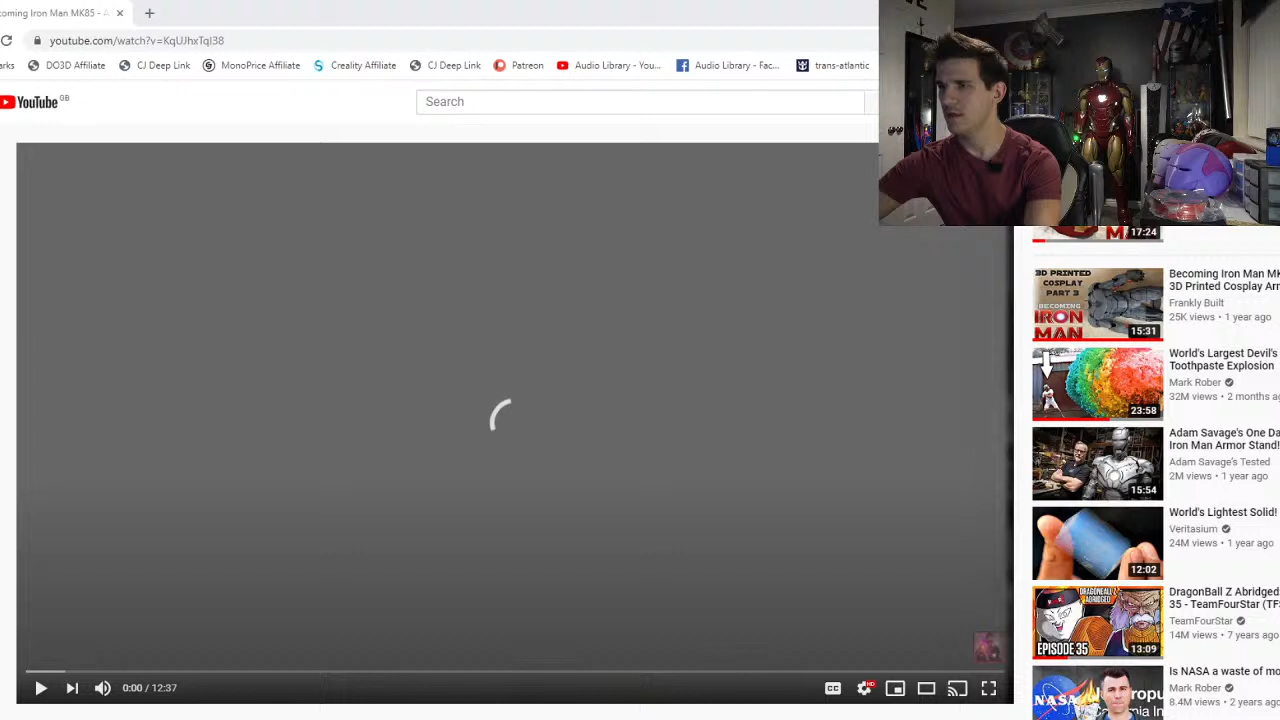 coming Iron Man MK85 - A
youtube.com/watch?v=KqUJhxTqI38
rks DO3D Affiliate CJ Deep Link MonoPrice Affiliate Creality Affiliate CJ Deep Link Patreon Audio Library - You... Audio Library - Fac... trans-atlantic
YouTube GB
Search
17:24
3D PRINTED
COSPLAY
PART 3
BECOMING
IRON
MAN
15:31
Becoming Iron Man MK
3D Printed Cosplay Arm
Frankly Built
25K views • 1 year ago
23:58
World's Largest Devil's
Toothpaste Explosion
Mark Rober
32M views • 2 months ag
15:54
Adam Savage's One Da
Iron Man Armor Stand!
Adam Savage's Tested
2M views • 1 year ago
12:02
World's Lightest Solid!
Veritasium
24M views • 1 year ago
DRAGONBALL Z
ABRIDGED
EPISODE 35
13:09
DragonBall Z Abridged:
35 - TeamFourStar (TFS
TeamFourStar
14M views • 7 years ago
NASA
Is NASA a waste of mo
Mark Rober
8.4M views • 2 years ago
0:00 / 12:37
CC
HD